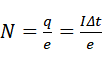 N = q/e = IΔt/e